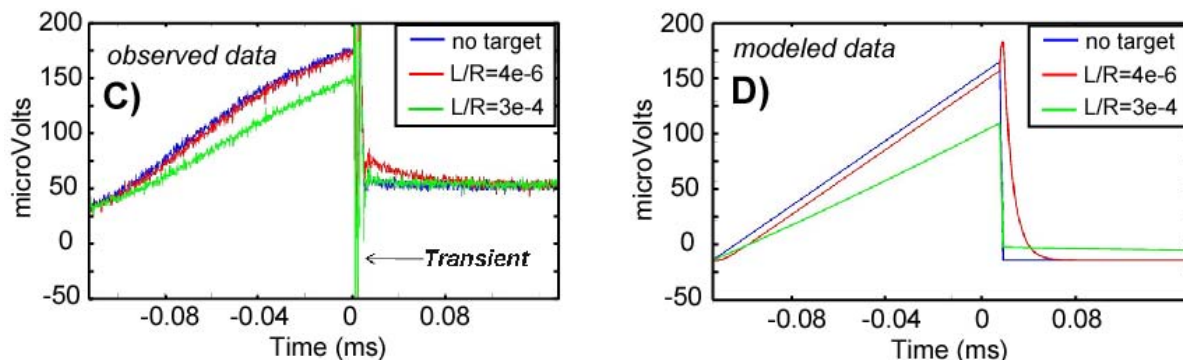 observed data
C)
no target
L/R=4e-6
L/R=3e-4
200
150
100
50
0
-50
microVolts
Transient
-0.08
-0.04
0
0.08
Time (ms)
modeled data
D)
no target
L/R=4e-6
L/R=3e-4
200
150
100
50
0
-50
microVolts
-0.08
-0.04
0
0.08
Time (ms)